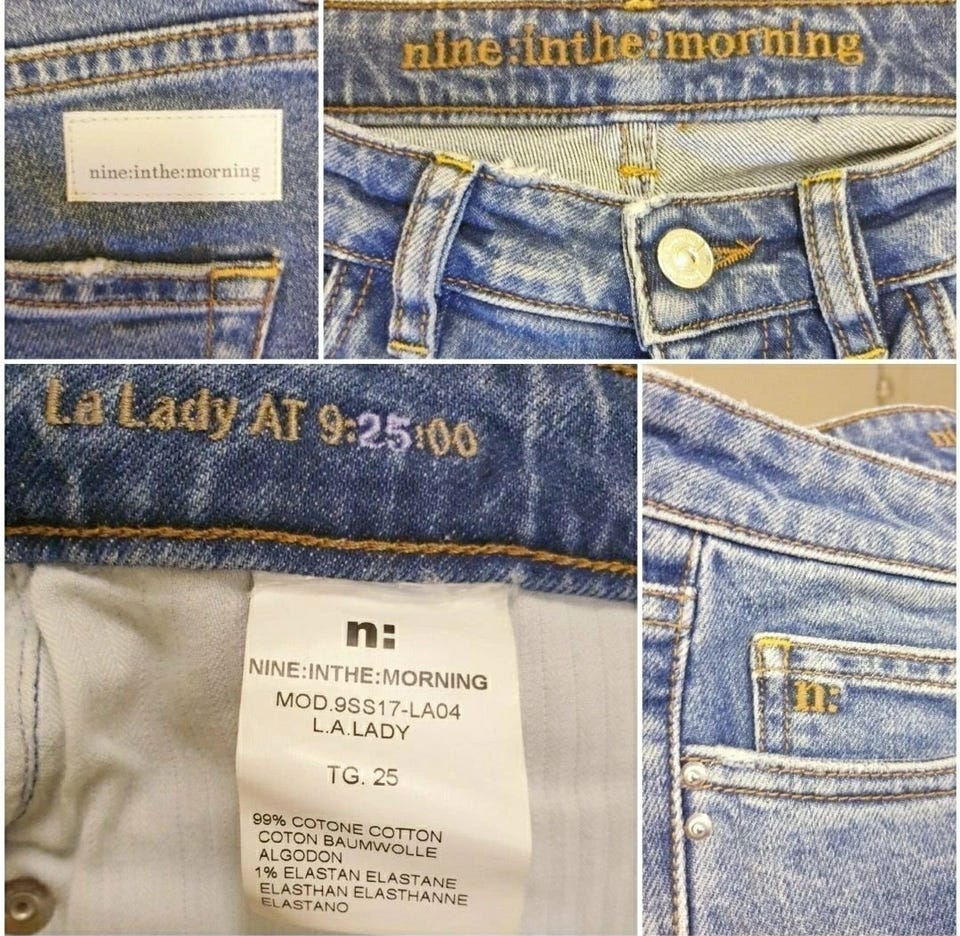 nine:inthe:morning
nine:inthe:morning
La Lady AT 9:25:00
n:
NINE:INTHE:MORNING
MOD.9SS17-LA04
L.A.LADY
TG. 25
99% COTONE COTTON
COTON BAUMWOLLE
ALGODON
1% ELASTAN ELASTANE
ELASTHAN ELASTHANNE
ELASTANO
n: